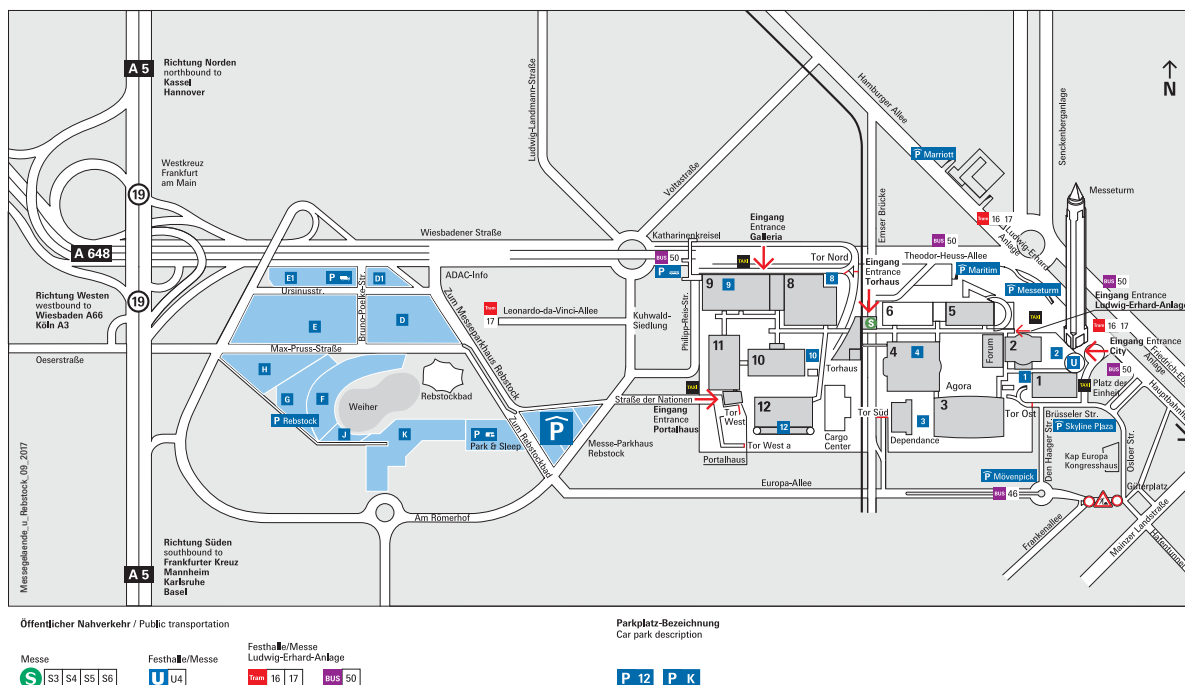 A 5
Richtung Norden
northbound to
Kassel
Hannover
Westkreuz
Frankfurt
am Main
19
A 648
19
Richtung Westen
westbound to
Wiesbaden A66
Köln A3
Oeserstraße
Richtung Süden
southbound to
Frankfurter Kreuz
Mannheim
Karlsruhe
Basel
A 5
Messegelaende_u_Rebstock_09_2017
Wiesbadener Straße
ADAC-Info
E1
P
D1
Ursinusstr.
Bruno-Poelke-Str.
E
D
Max-Pruss-Straße
H
G
F
J
K
P Rebstock
Weiher
Rebstockbad
P
Park & Sleep
Zum Messeparkhaus Rebstock
Zum Rebstockbad
P
Messe-Parkhaus
Rebstock
Am Römerhof
Tram
17
Leonardo-da-Vinci-Allee
Kuhwald-
Siedlung
Philipp-Reis-Str.
Ludwig-Landmann-Straße
Voltastraße
Katharinenkreisel
BUS 50
P
Eingang
Entrance
Galleria
TAXI
Tor Nord
9
9
8
8
11
10
10
12
12
TAXI
Straße der Nationen
Eingang
Entrance
Portalhaus
Tor
West
Tor West a
Portalhaus
Europa-Allee
Hamburger Allee
Emser Brücke
Eingang
Entrance
Torhaus
S
Torhaus
Cargo
Center
Tor Süd
6
5
4
4
Forum
2
2
Agora
3
3
Dependance
1
1
Tor Ost
P Marriott
Senckenberganlage
N
Messeturm
Tram 16 17
Ludwig-Erhard-
Anlage
BUS 50
Theodor-Heuss-Allee
P Maritim
P Messeturm
TAXI
BUS 50
Eingang Entrance
Ludwig-Erhard-Anlage
Tram 16 17
Eingang Entrance
City
U
BUS 50
Friedrich-Ebert-
Anlage
TAXI
Platz der
Einheit
Hauptbahnhof
Brüsseler Str.
P Skyline Plaza
Den Haager Str.
Osloer Str.
Kap Europa
Kongresshaus
P Mövenpick
BUS 46
Güterplatz
Frankenallee
Mainzer Landstraße
Hafentunnel
Öffentlicher Nahverkehr / Public transportation
Messe
S S3 S4 S5 S6
Festhalle/Messe
U U4
Festhalle/Messe
Ludwig-Erhard-Anlage
Tram 16 17 BUS 50
Parkplatz-Bezeichnung
Car park description
P 12 P K